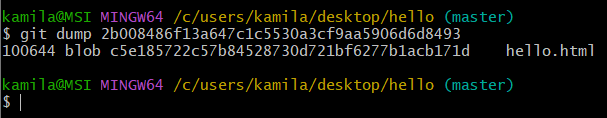 kamila@MSI MINGW64 /c/users/kamila/desktop/hello (master)
$ git dump 2b008486f13a647c1c5530a3cf9aa5906d6d8493
100644 blob c5e185722c57b84528730d721bf6277b1acb171d    hello.html
kamila@MSI MINGW64 /c/users/kamila/desktop/hello (master)
$